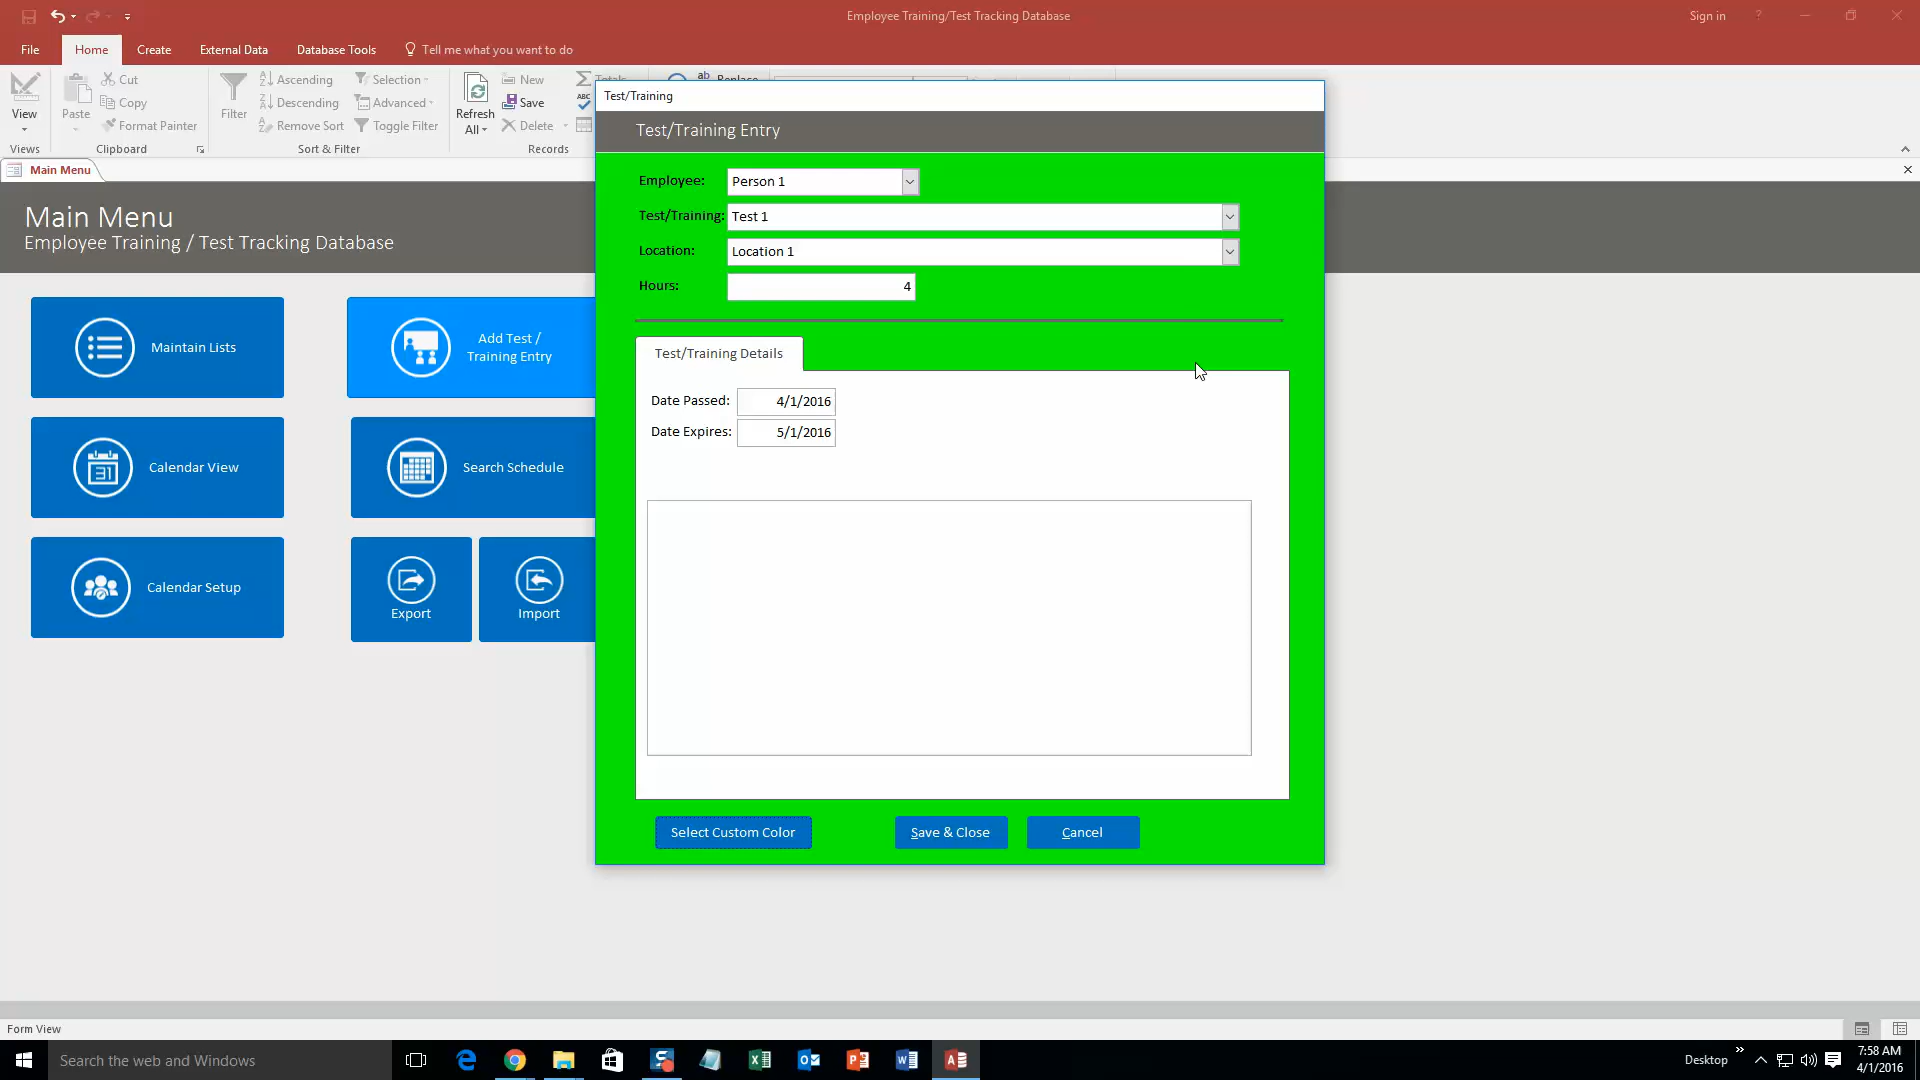 Employee Training/Test Tracking Database
Sign in
?
File
Home
Create
External Data
Database Tools
Tell me what you want to do
View
Views
Paste
Cut
Copy
Format Painter
Clipboard
Filter
Ascending
Descending
Remove Sort
Selection
Advanced
Toggle Filter
Sort & Filter
Refresh
All
New
Save
Delete
Records
Totals
ABC
ab
Replace
Main Menu
Main Menu
Employee Training / Test Tracking Database
Maintain Lists
Add Test /
Training Entry
Calendar View
31
Search Schedule
Calendar Setup
Export
Import
Test/Training
Test/Training Entry
Employee:
Person 1
Test/Training:
Test 1
Location:
Location 1
Hours:
4
Test/Training Details
Date Passed:
4/1/2016
Date Expires:
5/1/2016
Select Custom Color
Save & Close
Cancel
Form View
Search the web and Windows
Desktop
7:58 AM
4/1/2016